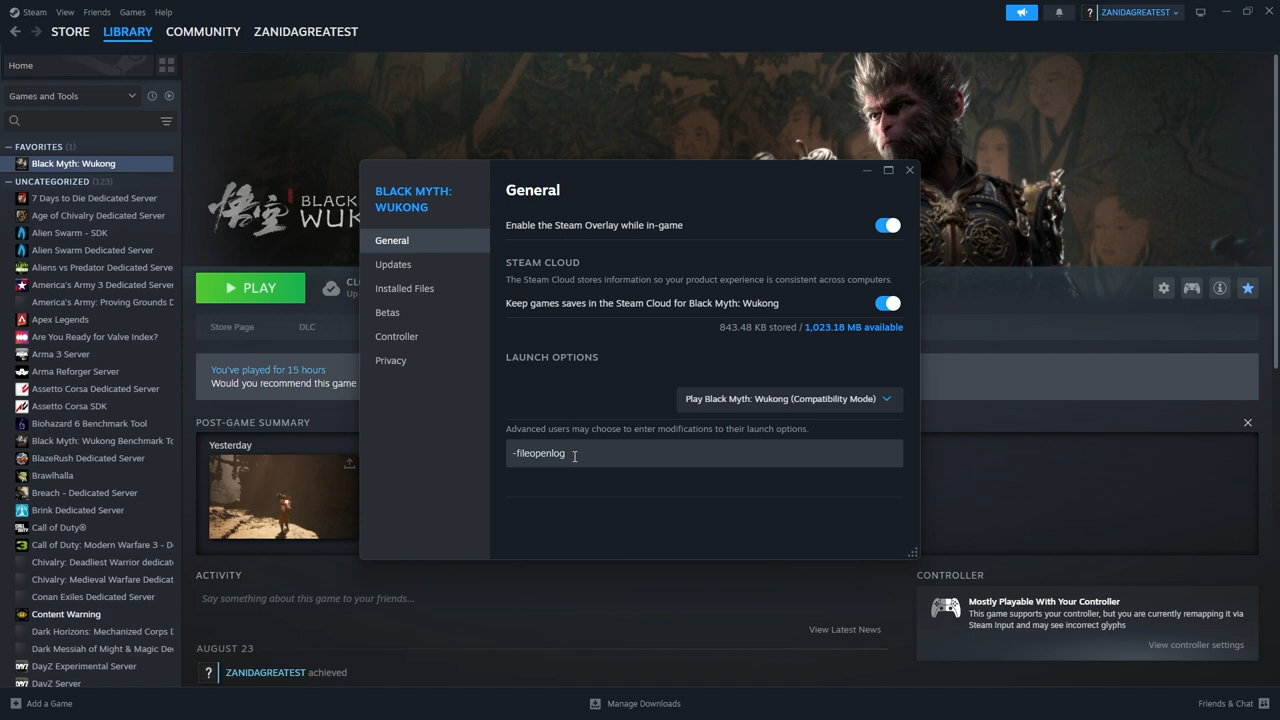 Steam View Friends Games Help
ZANIDAGREATEST
STORE LIBRARY COMMUNITY ZANIDAGREATEST
Home
Games and Tools
FAVORITES (1)
Black Myth: Wukong
UNCATEGORIZED (123)
7 Days to Die Dedicated Server
Age of Chivalry Dedicated Server
Alien Swarm - SDK
Alien Swarm Dedicated Server
Aliens vs Predator Dedicated Serve
America's Army 3 Dedicated Server
America's Army: Proving Grounds D
Apex Legends
Are You Ready for Valve Index?
Arma 3 Server
Arma Reforger Server
Assetto Corsa Dedicated Server
Assetto Corsa SDK
Biohazard 6 Benchmark Tool
Black Myth: Wukong Benchmark To
BlazeRush Dedicated Server
Brawlhalla
Breach - Dedicated Server
Brink Dedicated Server
Call of Duty®
Call of Duty: Modern Warfare 3 - D
Chivalry: Deadliest Warrior dedicate
Chivalry: Medieval Warfare Dedicat
Conan Exiles Dedicated Server
Content Warning
Dark Horizons: Mechanized Corps D
Dark Messiah of Might & Magic Dec
DayZ Experimental Server
DayZ Server
悟空
BLACK
WUK
PLAY
CL
Up
Store Page DLC
You've played for 15 hours
Would you recommend this game
POST-GAME SUMMARY
Yesterday
ACTIVITY
Say something about this game to your friends...
View Latest News
AUGUST 23
ZANIDAGREATEST achieved
BLACK MYTH:
WUKONG
General
Updates
Installed Files
Betas
Controller
Privacy
General
Enable the Steam Overlay while in-game
STEAM CLOUD
The Steam Cloud stores information so your product experience is consistent across computers.
Keep games saves in the Steam Cloud for Black Myth: Wukong
843.48 KB stored / 1,023.18 MB available
LAUNCH OPTIONS
Play Black Myth: Wukong (Compatibility Mode)
Advanced users may choose to enter modifications to their launch options.
-fileopenlog
CONTROLLER
Mostly Playable With Your Controller
This game supports your controller, but you are currently remapping it via
Steam Input and may see incorrect glyphs
View controller settings
Add a Game
Manage Downloads
Friends & Chat